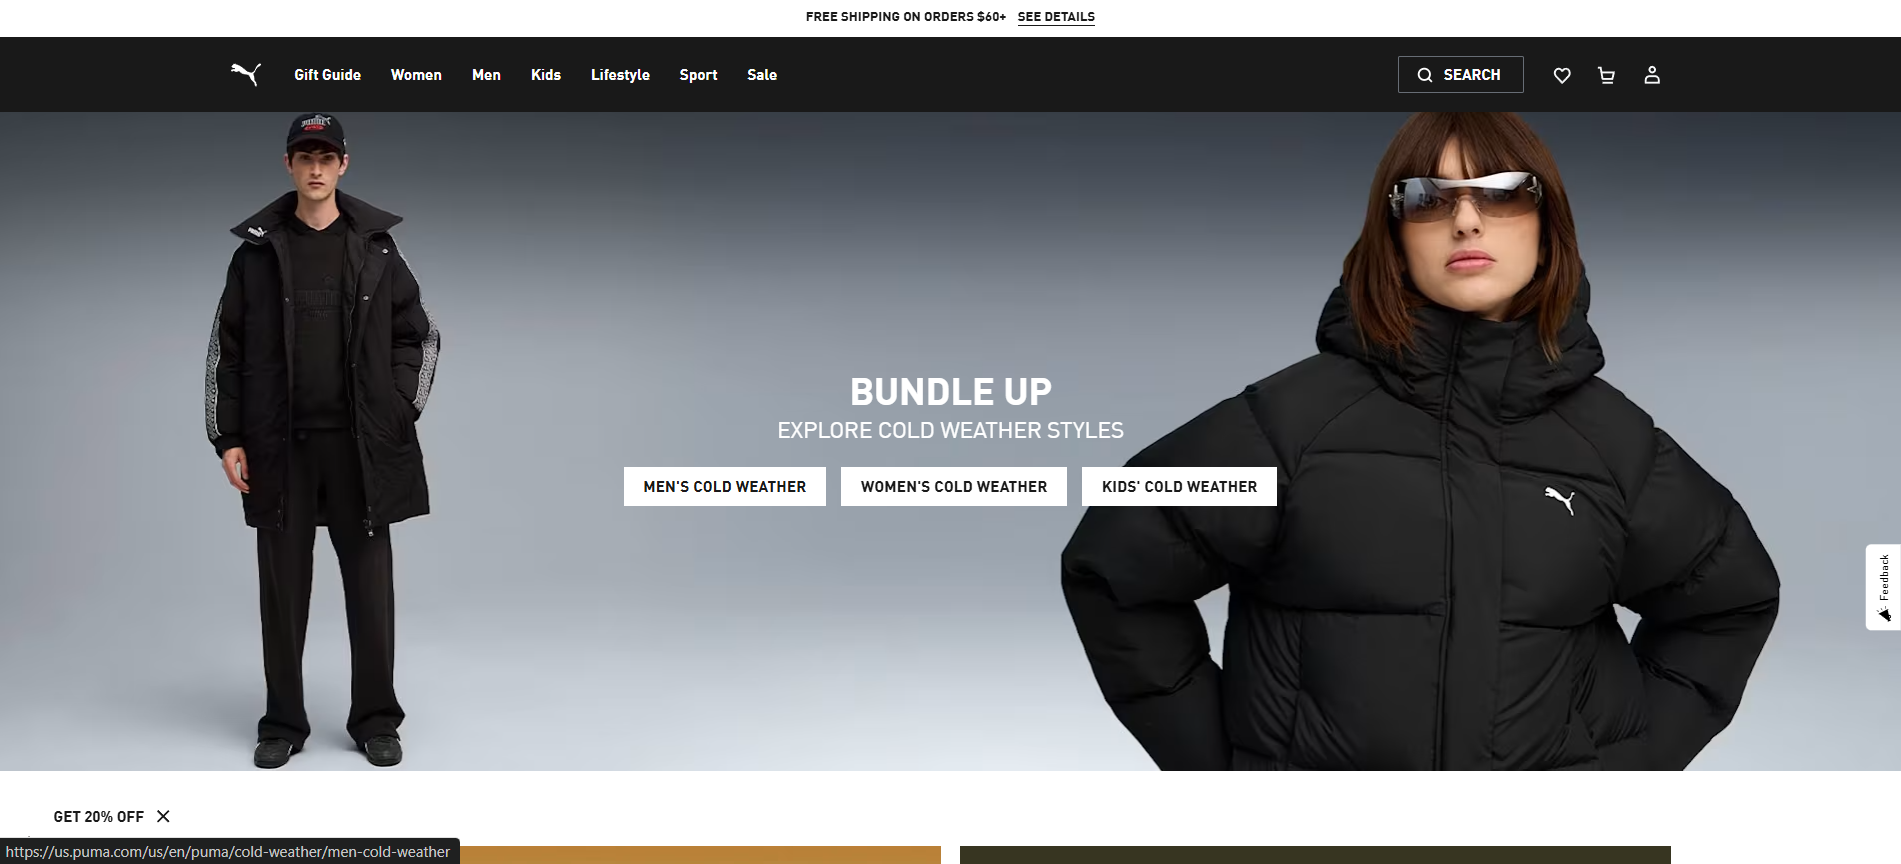 FREE SHIPPING ON ORDERS $60+ SEE DETAILS
Gift Guide Women Men Kids Lifestyle Sport Sale SEARCH
BUNDLE UP
EXPLORE COLD WEATHER STYLES
MEN'S COLD WEATHER WOMEN'S COLD WEATHER KIDS' COLD WEATHER
Feedback
GET 20% OFF
https://us.puma.com/us/en/puma/cold-weather/men-cold-weather